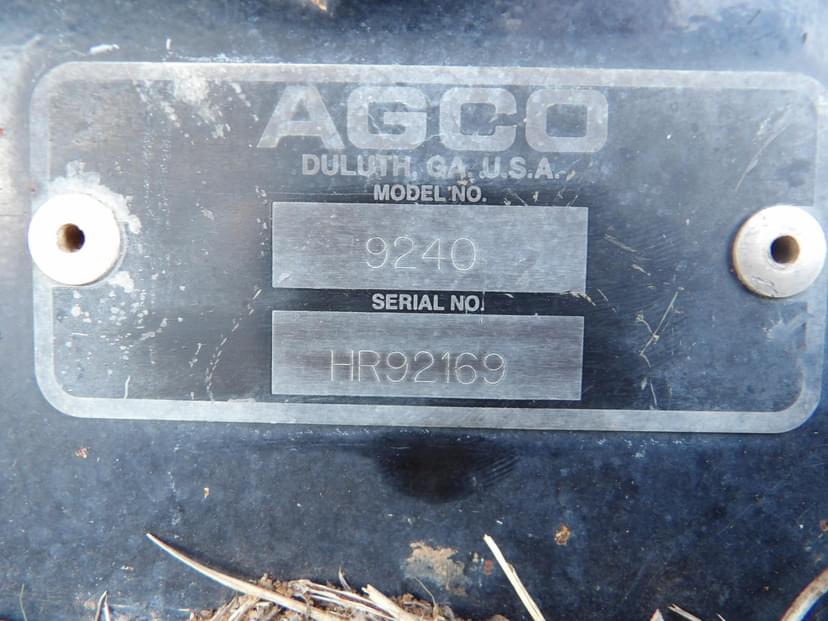 AGCO
DULUTH, GA. U.S.A.
MODEL NO.
9240
SERIAL NO.
HR92169